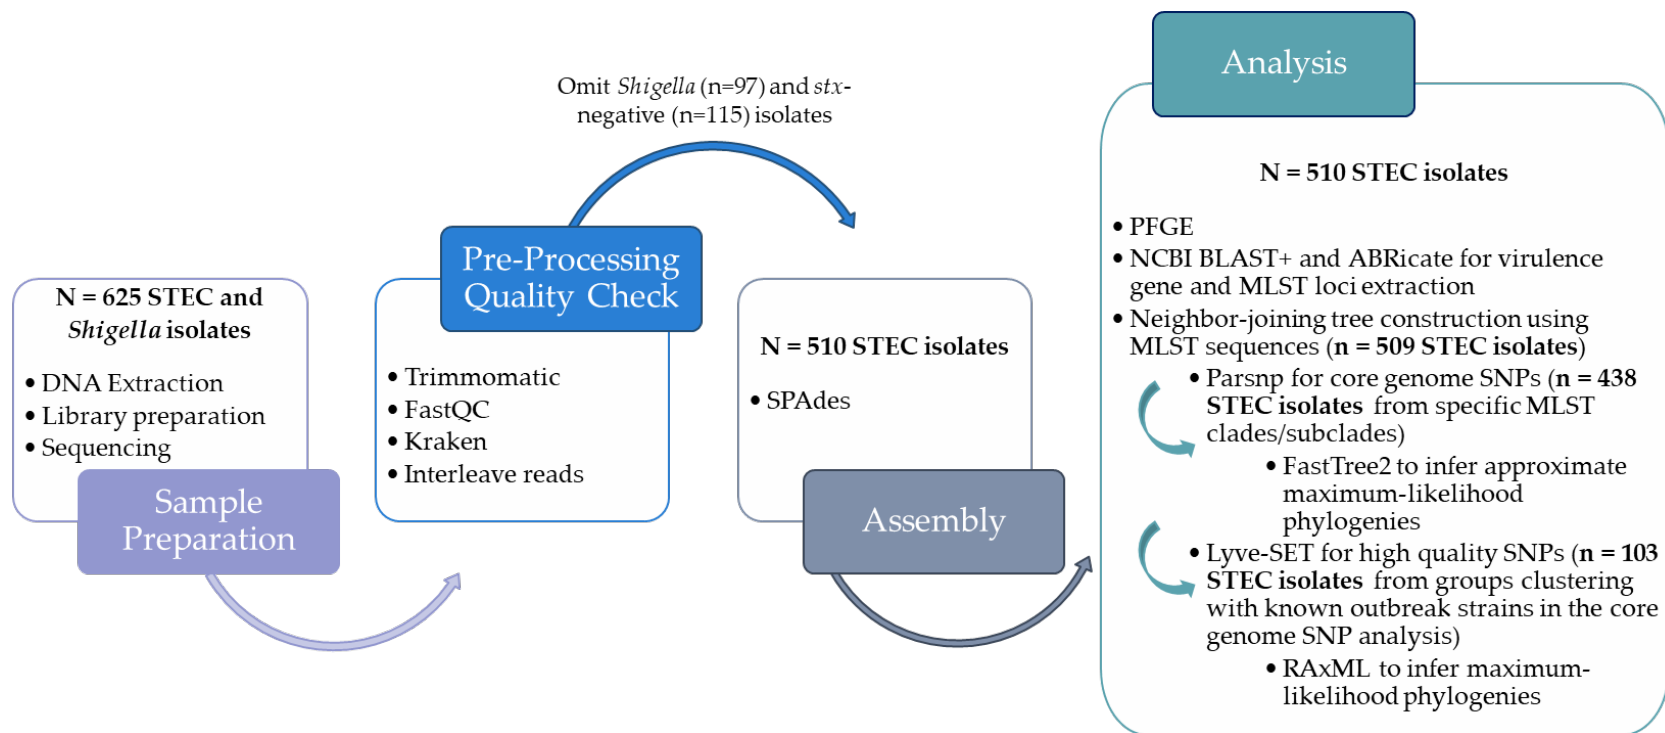 N = 625 STEC and
Shigella isolates
• DNA Extraction
• Library preparation
• Sequencing
Sample
Preparation
Pre-Processing
Quality Check
• Trimmomatic
• FastQC
• Kraken
• Interleave reads
Omit Shigella (n=97) and stx-
negative (n=115) isolates
N = 510 STEC isolates
• SPAdes
Assembly
Analysis
N = 510 STEC isolates
• PFGE
• NCBI BLAST+ and ABRicate for virulence
gene and MLST loci extraction
• Neighbor-joining tree construction using
MLST sequences (n = 509 STEC isolates)
• Parsnp for core genome SNPs (n = 438
STEC isolates from specific MLST
clades/subclades)
• FastTree2 to infer approximate
maximum-likelihood
phylogenies
• Lyve-SET for high quality SNPs (n = 103
STEC isolates from groups clustering
with known outbreak strains in the core
genome SNP analysis)
• RAxML to infer maximum-
likelihood phylogenies